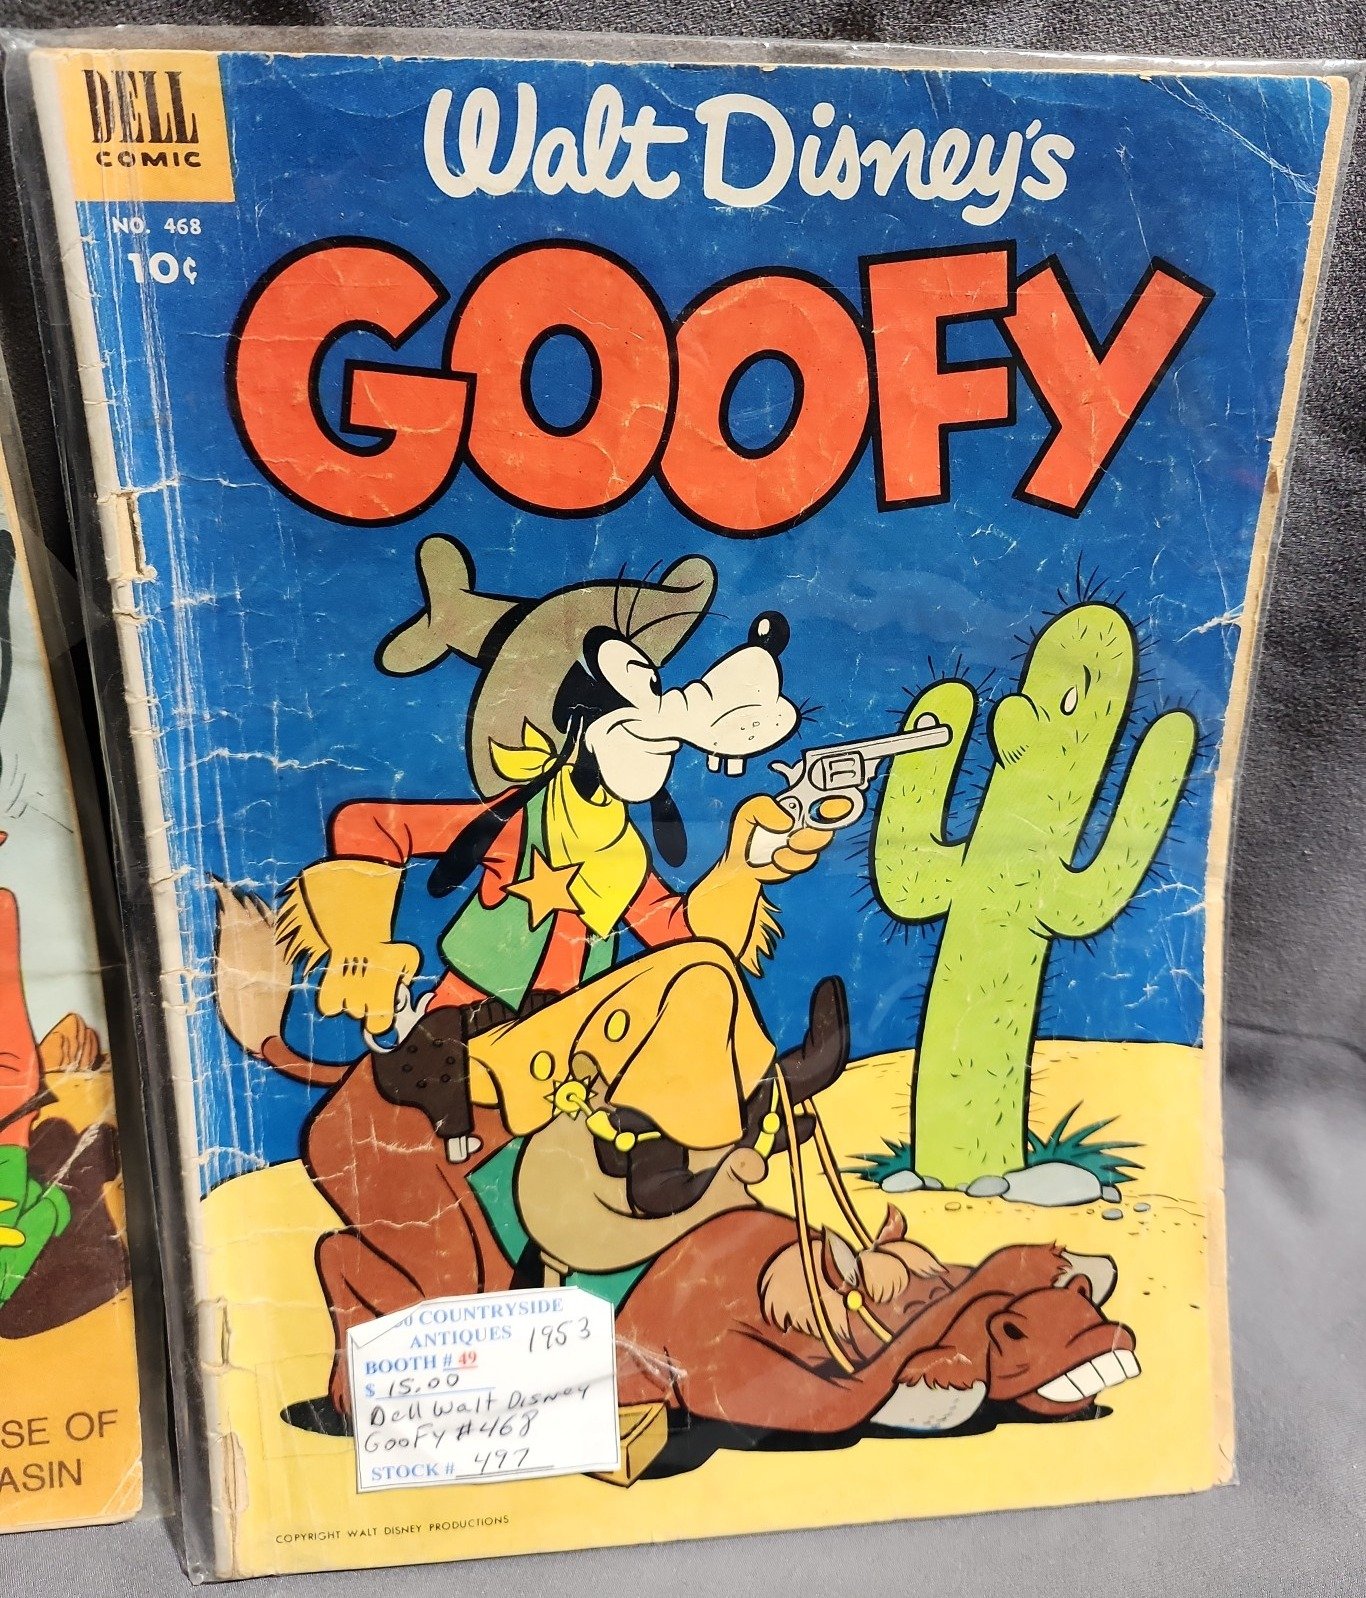 DELL
COMIC
NO. 468
10¢
Walt Disney's
GOOFY
COUNTRYSIDE
ANTIQUES 1953
BOOTH # 49
$ 15.00
Dell Walt Disney
GooFy #468
STOCK # 497
COPYRIGHT WALT DISNEY PRODUCTIONS
SE OF
ASIN